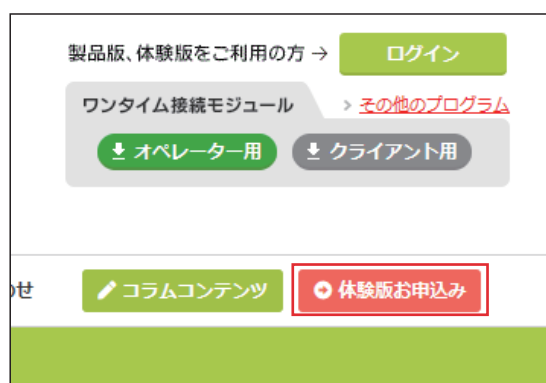 製品版、体験版をご利用の方 → ログイン
ワンタイム接続モジュール > その他のプログラム
オペレーター用 クライアント用
わせ コラムコンテンツ 体験版お申込み